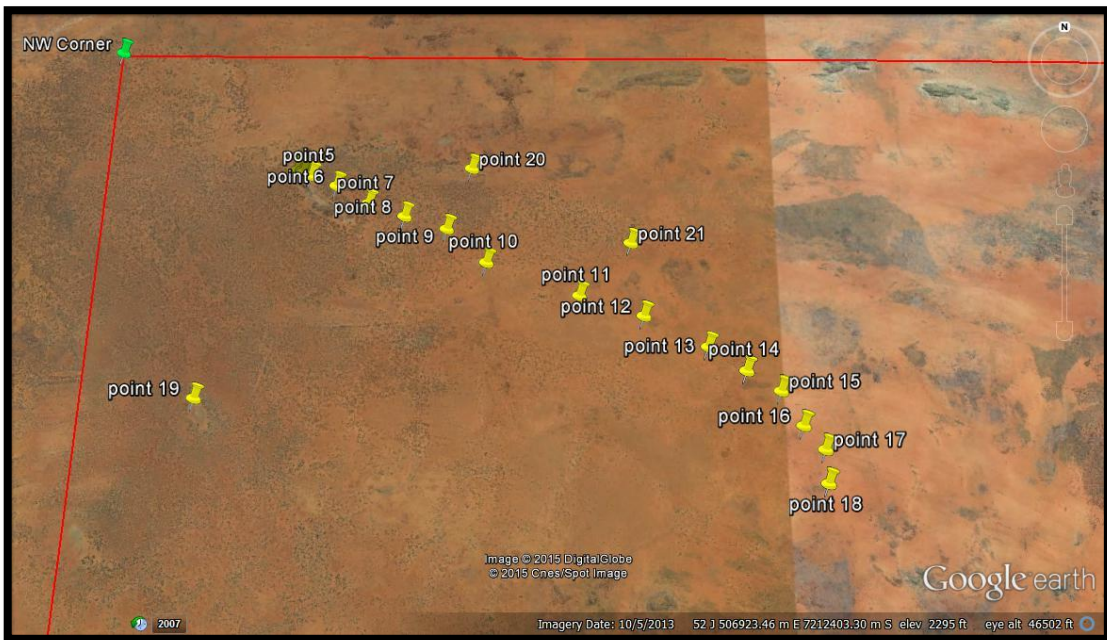 N
NW Corner
point5
point 20
point 6
point 7
point 8
point 9
point 10
point 21
point 11
point 12
point 13
point 14
point 19
point 15
point 16
point 17
point 18
Image © 2015 DigitalGlobe
© 2015 Cnes/Spot Image
Google earth
2007
Imagery Date: 10/5/2013 52 J 506923.46 m E 7212403.30 m S elev 2295 ft eye alt 46502 ft